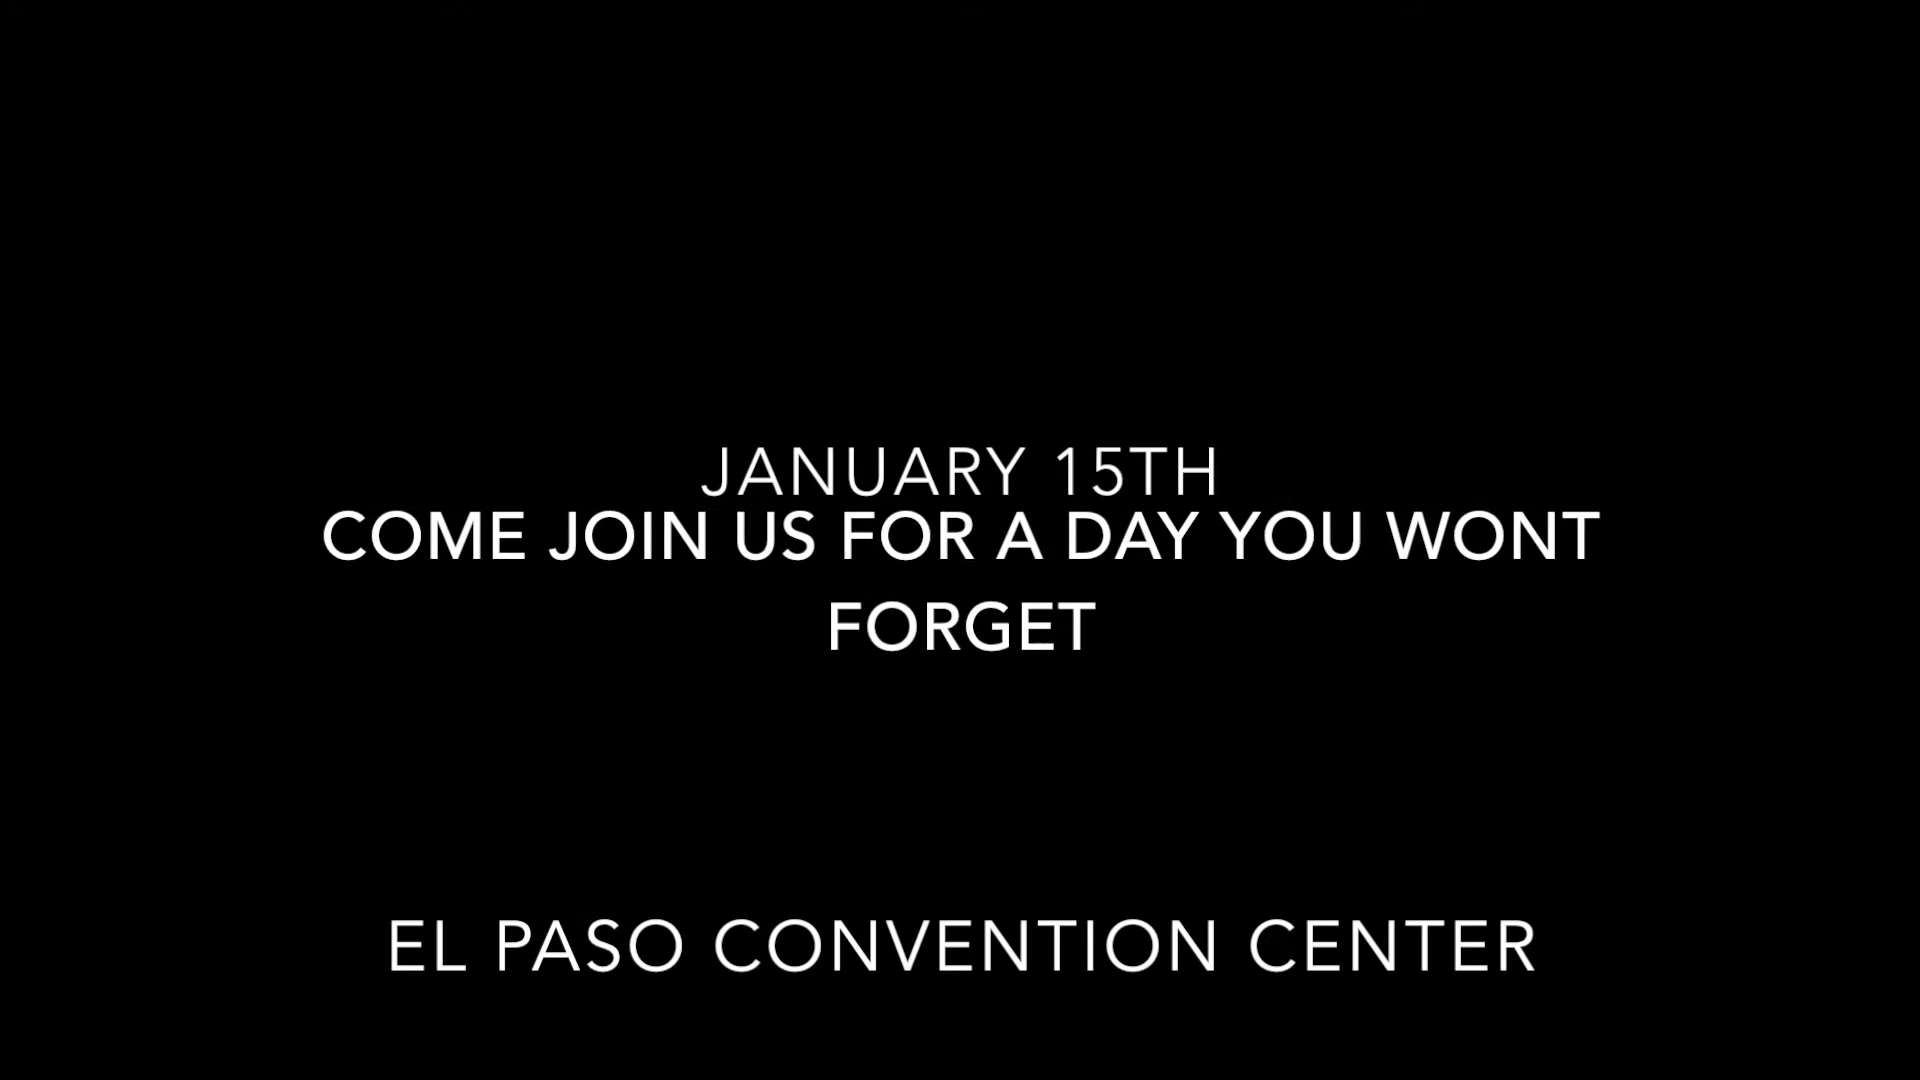 JANUARY 15TH
COME JOIN US FOR A DAY YOU WONT
FORGET
EL PASO CONVENTION CENTER